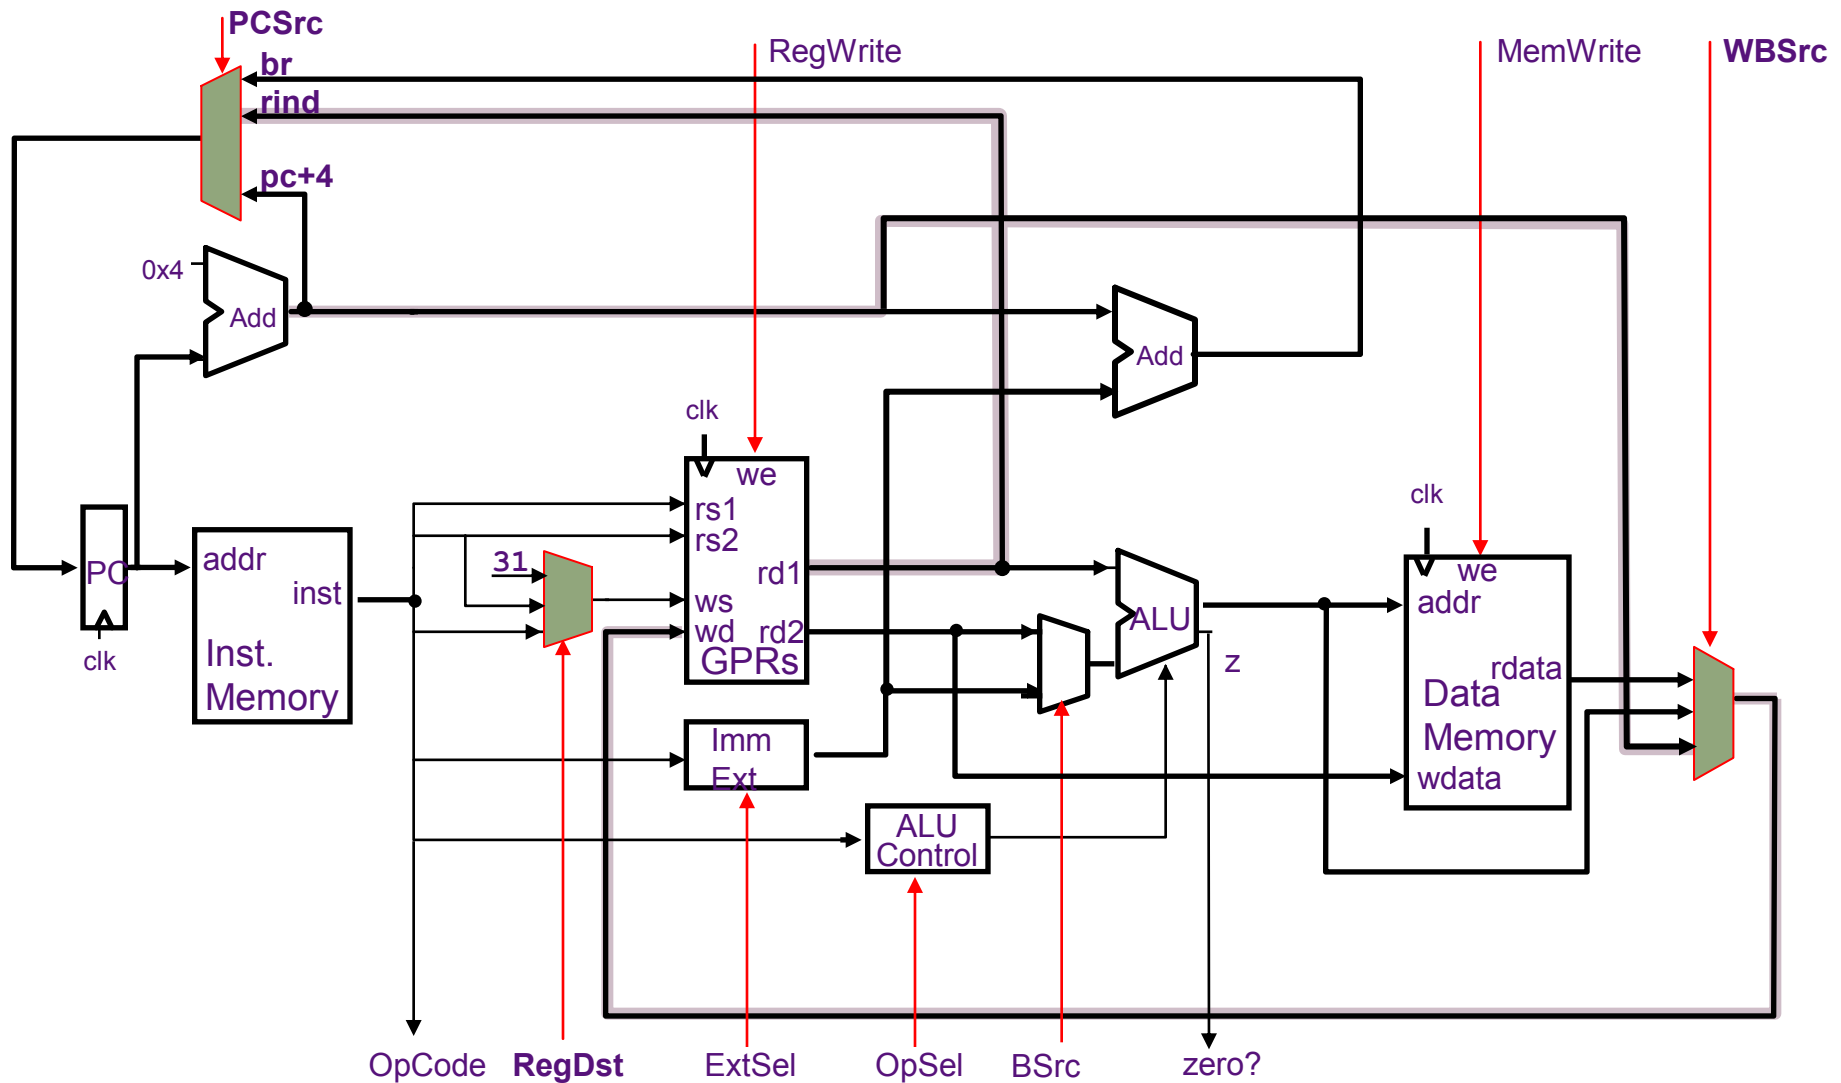 PCSrc
br
rind
pc+4
RegWrite
MemWrite
WBSrc
0x4
Add
Add
clk
we
rs1
rs2
rd1
ws
wd
rd2
GPRs
31
PC
clk
addr
inst
Inst.
Memory
Imm
Ext
ALU
Control
ALU
z
clk
we
addr
rdata
Data
Memory
wdata
OpCode
RegDst
ExtSel
OpSel
BSrc
zero?